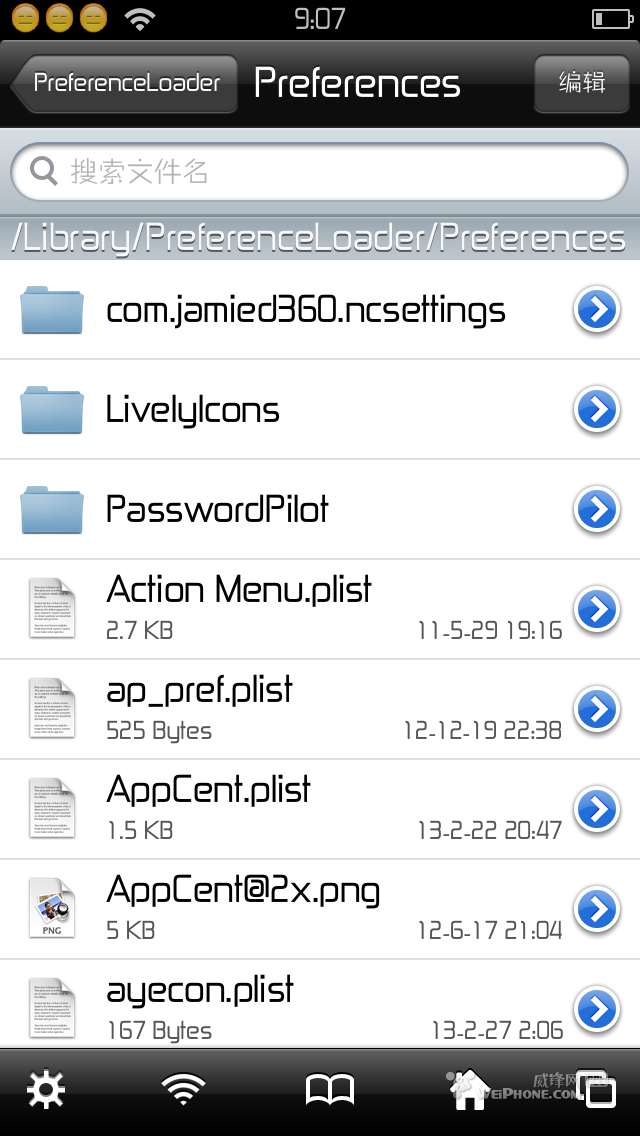 9:07
PreferenceLoader
Preferences
编辑
搜索文件名
/Library/PreferenceLoader/Preferences
com.jamied360.ncsettings
LivelyIcons
PasswordPilot
Action Menu.plist
2.7 KB 11-5-29 19:16
ap_pref.plist
525 Bytes 12-12-19 22:38
AppCent.plist
1.5 KB 13-2-22 20:47
AppCent@2x.png
PNG
5 KB 12-6-17 21:04
ayecon.plist
167 Bytes 13-2-27 2:06
威锋网
WEiPHONE.COM